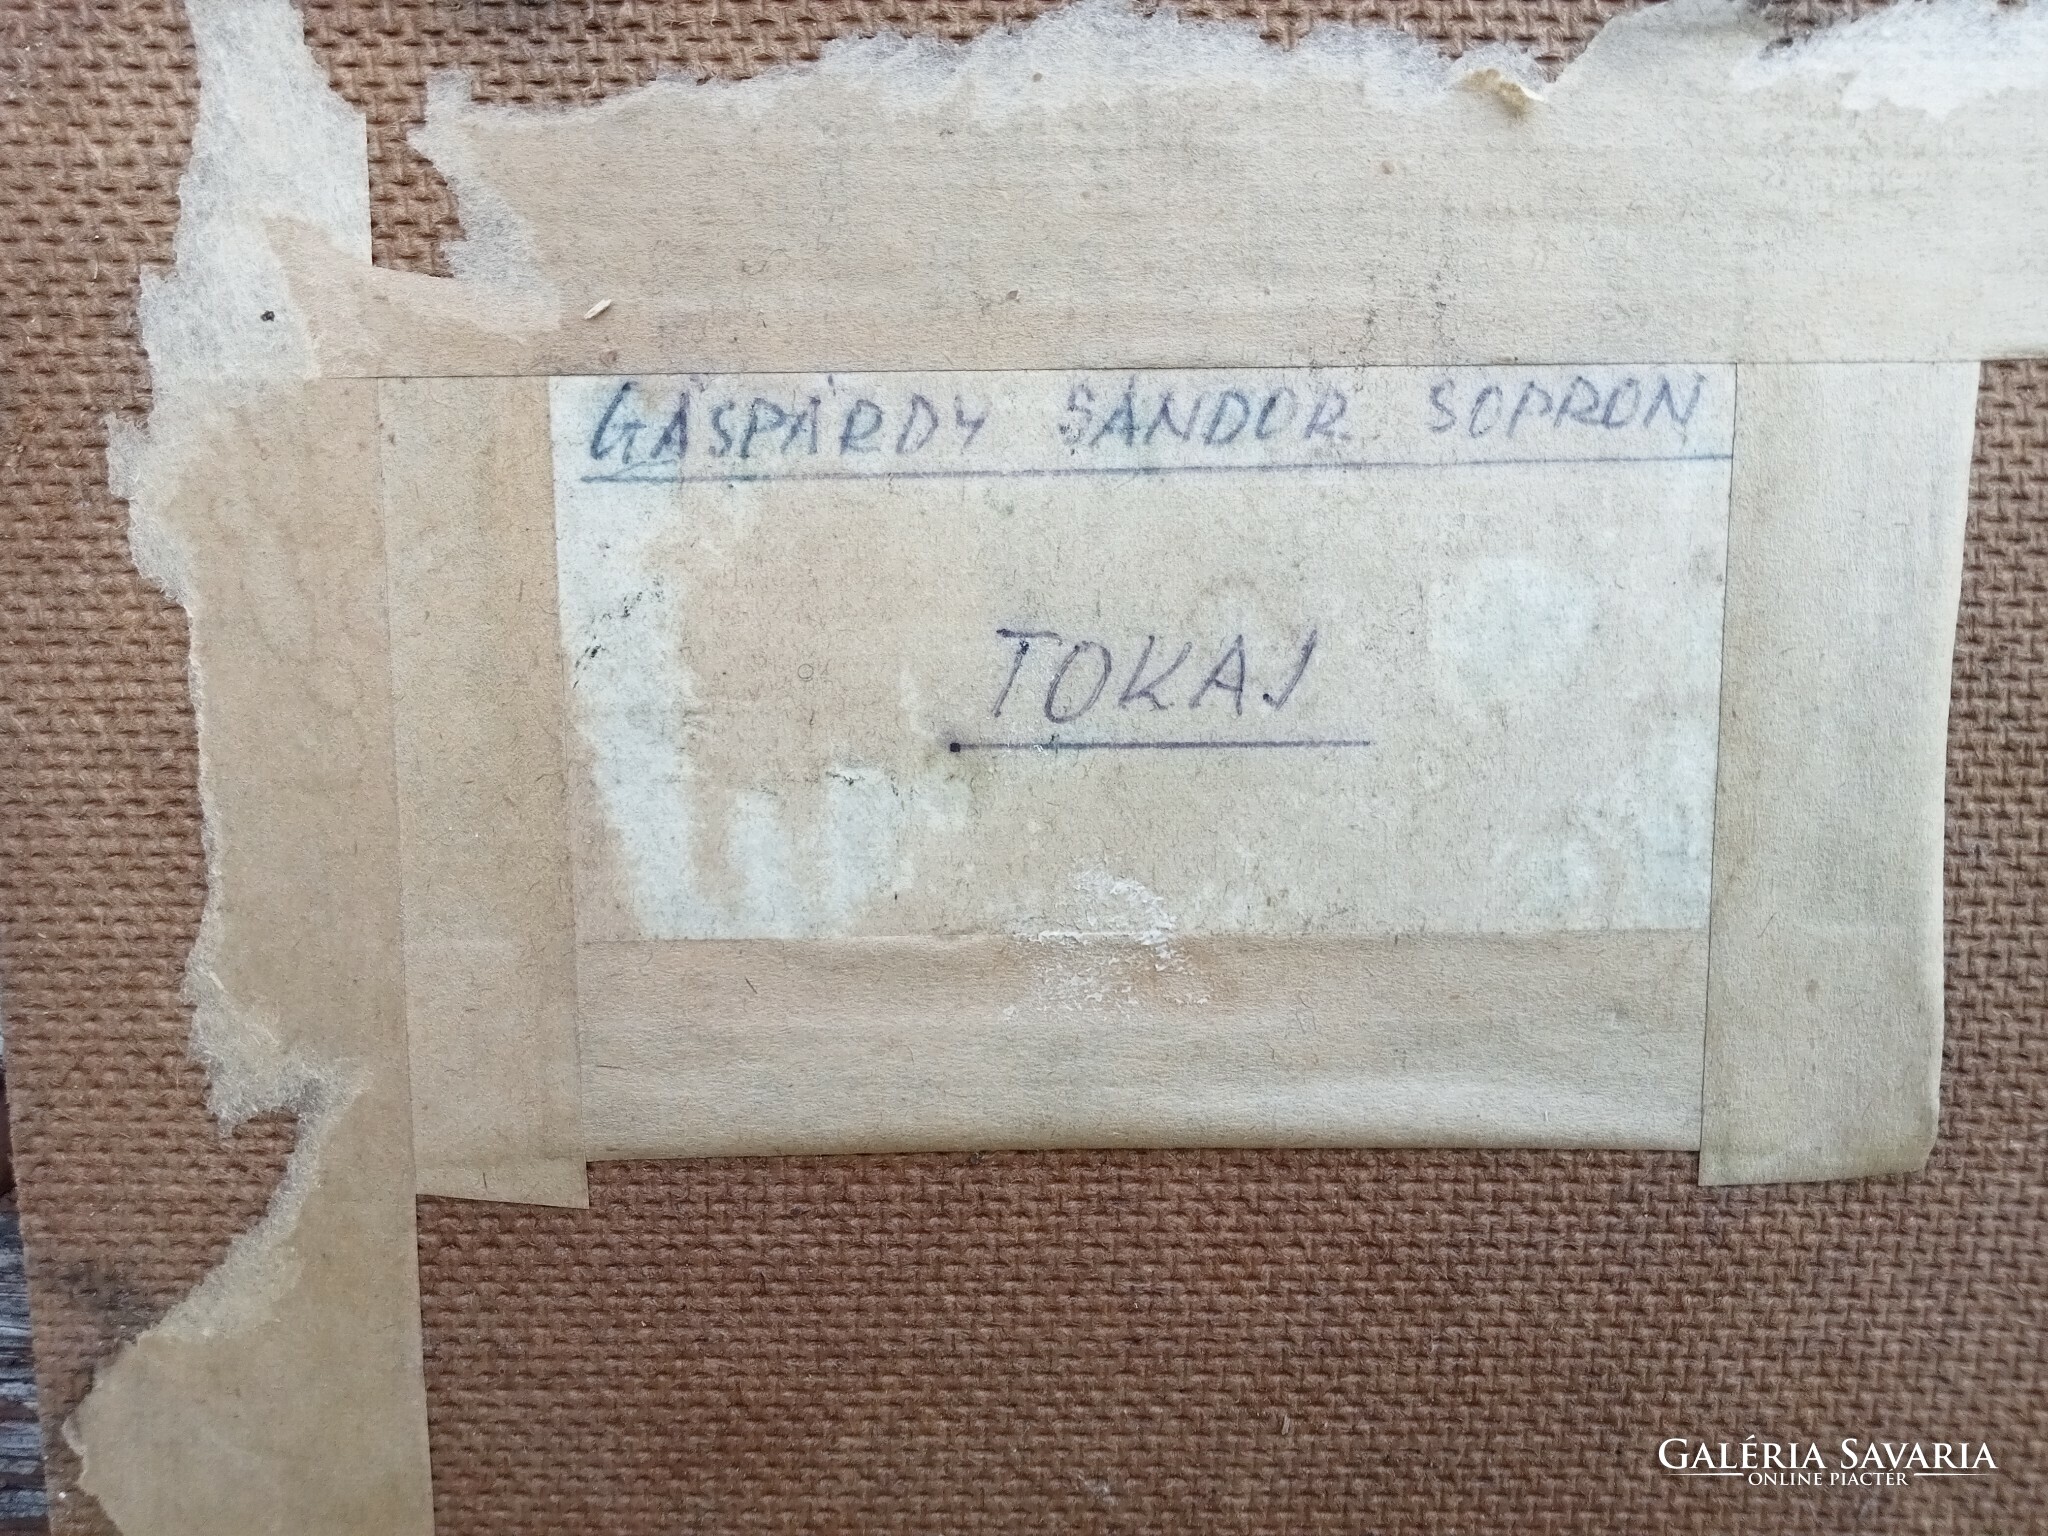 GÁSPÁRDY SÁNDOR SOPRON
TOKAJ
GALÉRIA SAVARIA
ONLINE PIACTÉR